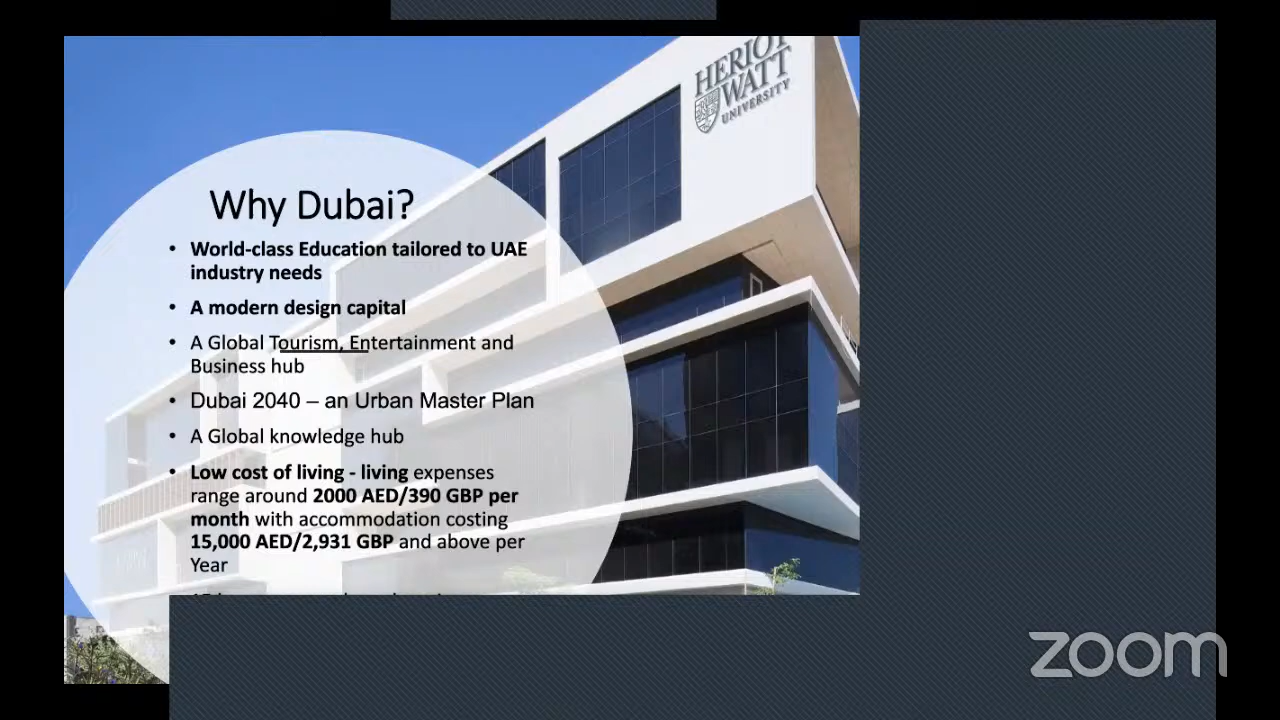 HERIOT
WATT
UNIVERSITY
Why Dubai?
• World-class Education tailored to UAE
industry needs
• A modern design capital
• A Global Tourism, Entertainment and
Business hub
• Dubai 2040 – an Urban Master Plan
• A Global knowledge hub
• Low cost of living - living expenses
range around 2000 AED/390 GBP per
month with accommodation costing
15,000 AED/2,931 GBP and above per
Year
zoom